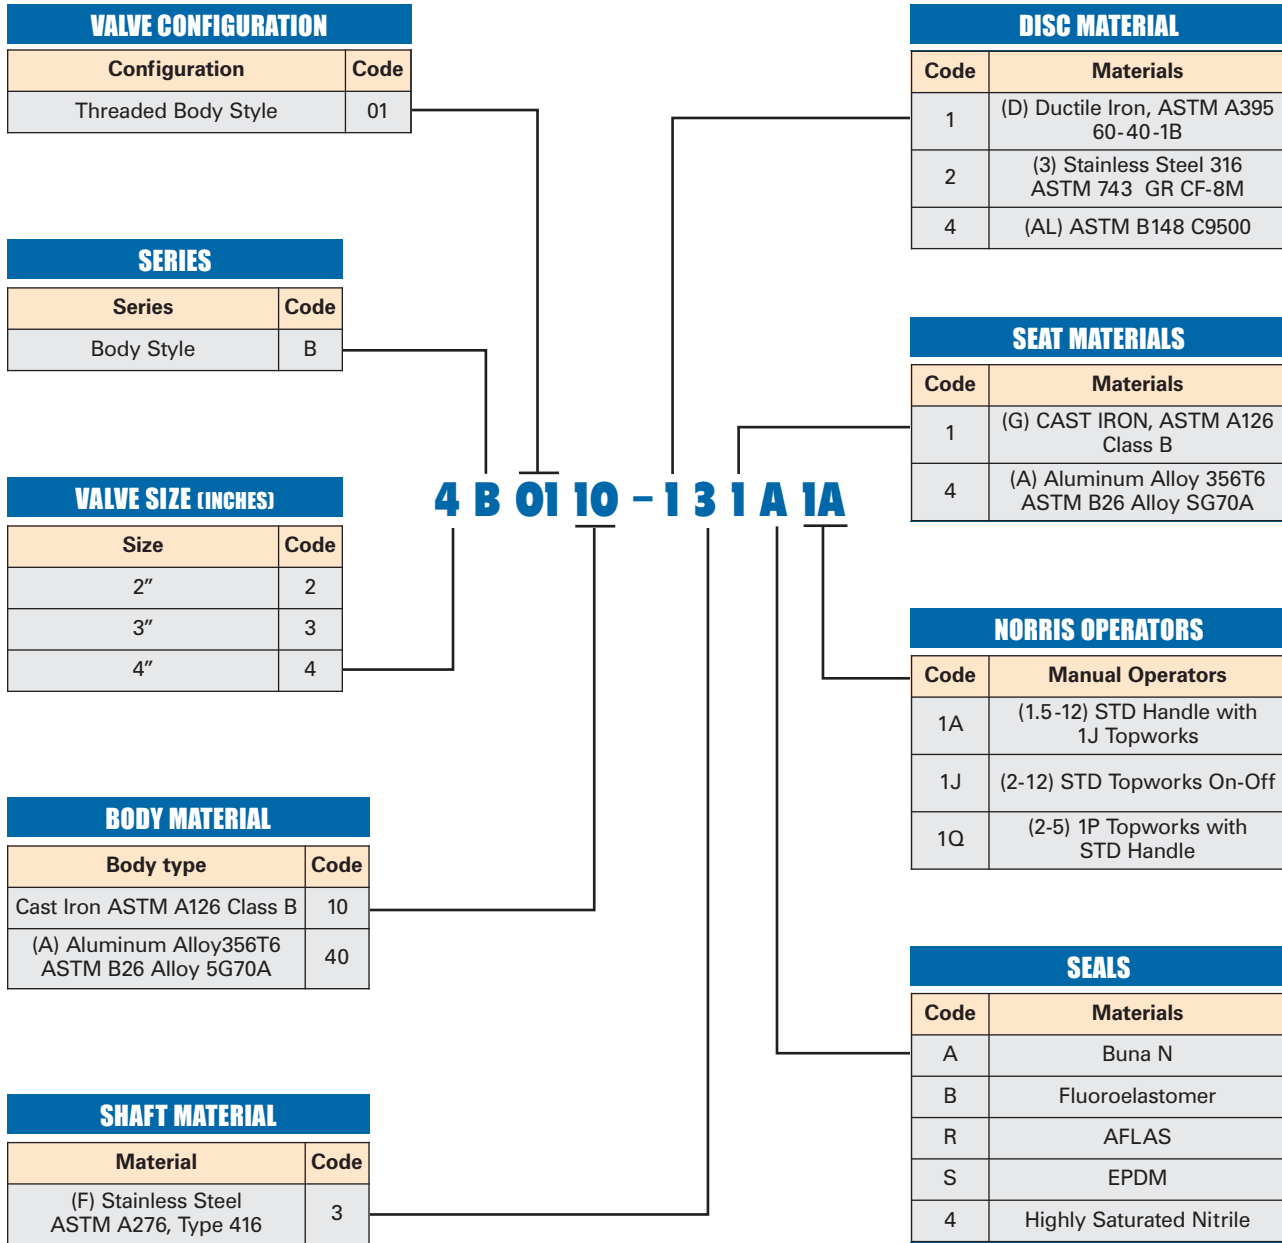 VALVE CONFIGURATION
Configuration Code
Threaded Body Style 01
SERIES
Series Code
Body Style B
VALVE SIZE (INCHES)
Size Code
2” 2
3” 3
4” 4
BODY MATERIAL
Body type Code
Cast Iron ASTM A126 Class B 10
(A) Aluminum Alloy356T6
ASTM B26 Alloy 5G70A 40
SHAFT MATERIAL
Material Code
(F) Stainless Steel
ASTM A276, Type 416 3
4 B 01 10 – 1 3 1 A 1A
DISC MATERIAL
Code Materials
1 (D) Ductile Iron, ASTM A395
60-40-1B
2 (3) Stainless Steel 316
ASTM 743 GR CF-8M
4 (AL) ASTM B148 C9500
SEAT MATERIALS
Code Materials
1 (G) CAST IRON, ASTM A126
Class B
4 (A) Aluminum Alloy 356T6
ASTM B26 Alloy SG70A
NORRIS OPERATORS
Code Manual Operators
1A (1.5-12) STD Handle with
1J Topworks
1J (2-12) STD Topworks On-Off
1Q (2-5) 1P Topworks with
STD Handle
SEALS
Code Materials
A Buna N
B Fluoroelastomer
R AFLAS
S EPDM
4 Highly Saturated Nitrile